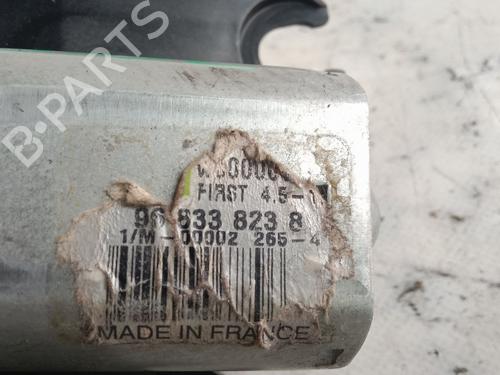 B-PARTS
FIRST 4.5-
96 833 823 8
1/M-00002 265-4
MADE IN FRANCE